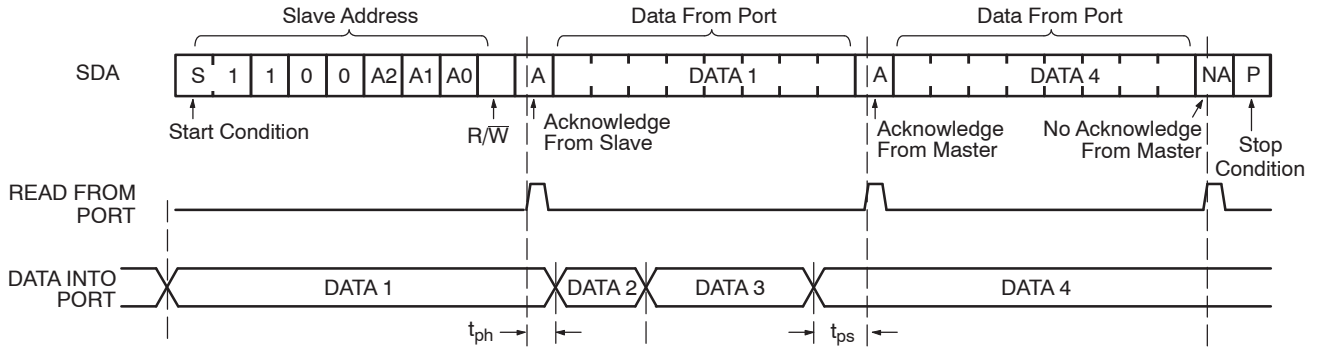 Slave Address Data From Port Data From Port
SDA S 1 1 0 0 A2 A1 A0 A DATA 1 A DATA 4 NA P
Start Condition R/W̅ Acknowledge From Slave Acknowledge From Master No Acknowledge From Master Stop Condition
READ FROM
PORT
DATA INTO
PORT
DATA 1 DATA 2 DATA 3 DATA 4
tph tps